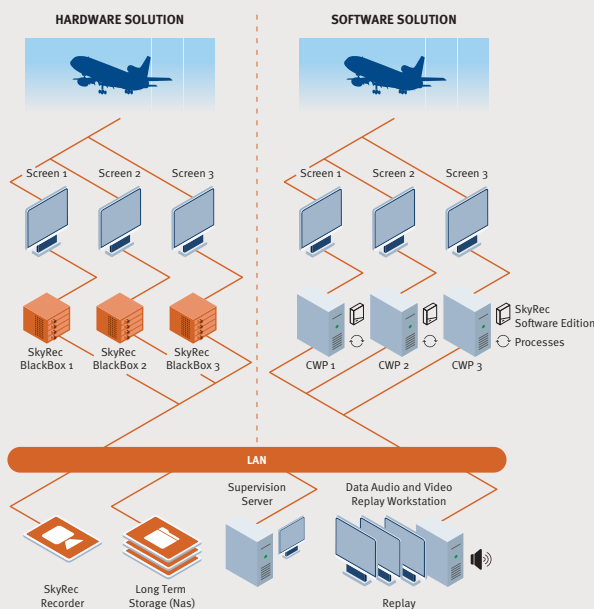 HARDWARE SOLUTION
SOFTWARE SOLUTION
Screen 1
Screen 2
Screen 3
Screen 1
Screen 2
Screen 3
SkyRec
BlackBox 1
SkyRec
BlackBox 2
SkyRec
BlackBox 3
CWP 1
CWP 2
CWP 3
SkyRec
Software Edition
Processes
LAN
Supervision
Server
Data Audio and Video
Replay Workstation
SkyRec
Recorder
Long Term
Storage (Nas)
Replay